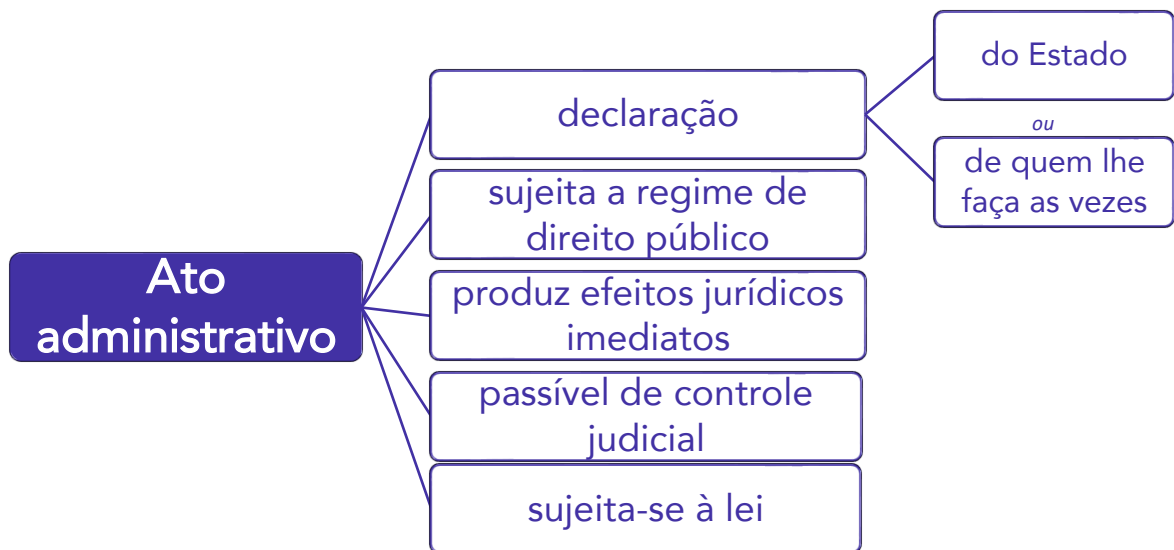 Ato
administrativo
declaração
do Estado
ou
de quem lhe
faça as vezes
sujeita a regime de
direito público
produz efeitos jurídicos
imediatos
passível de controle
judicial
sujeita-se à lei